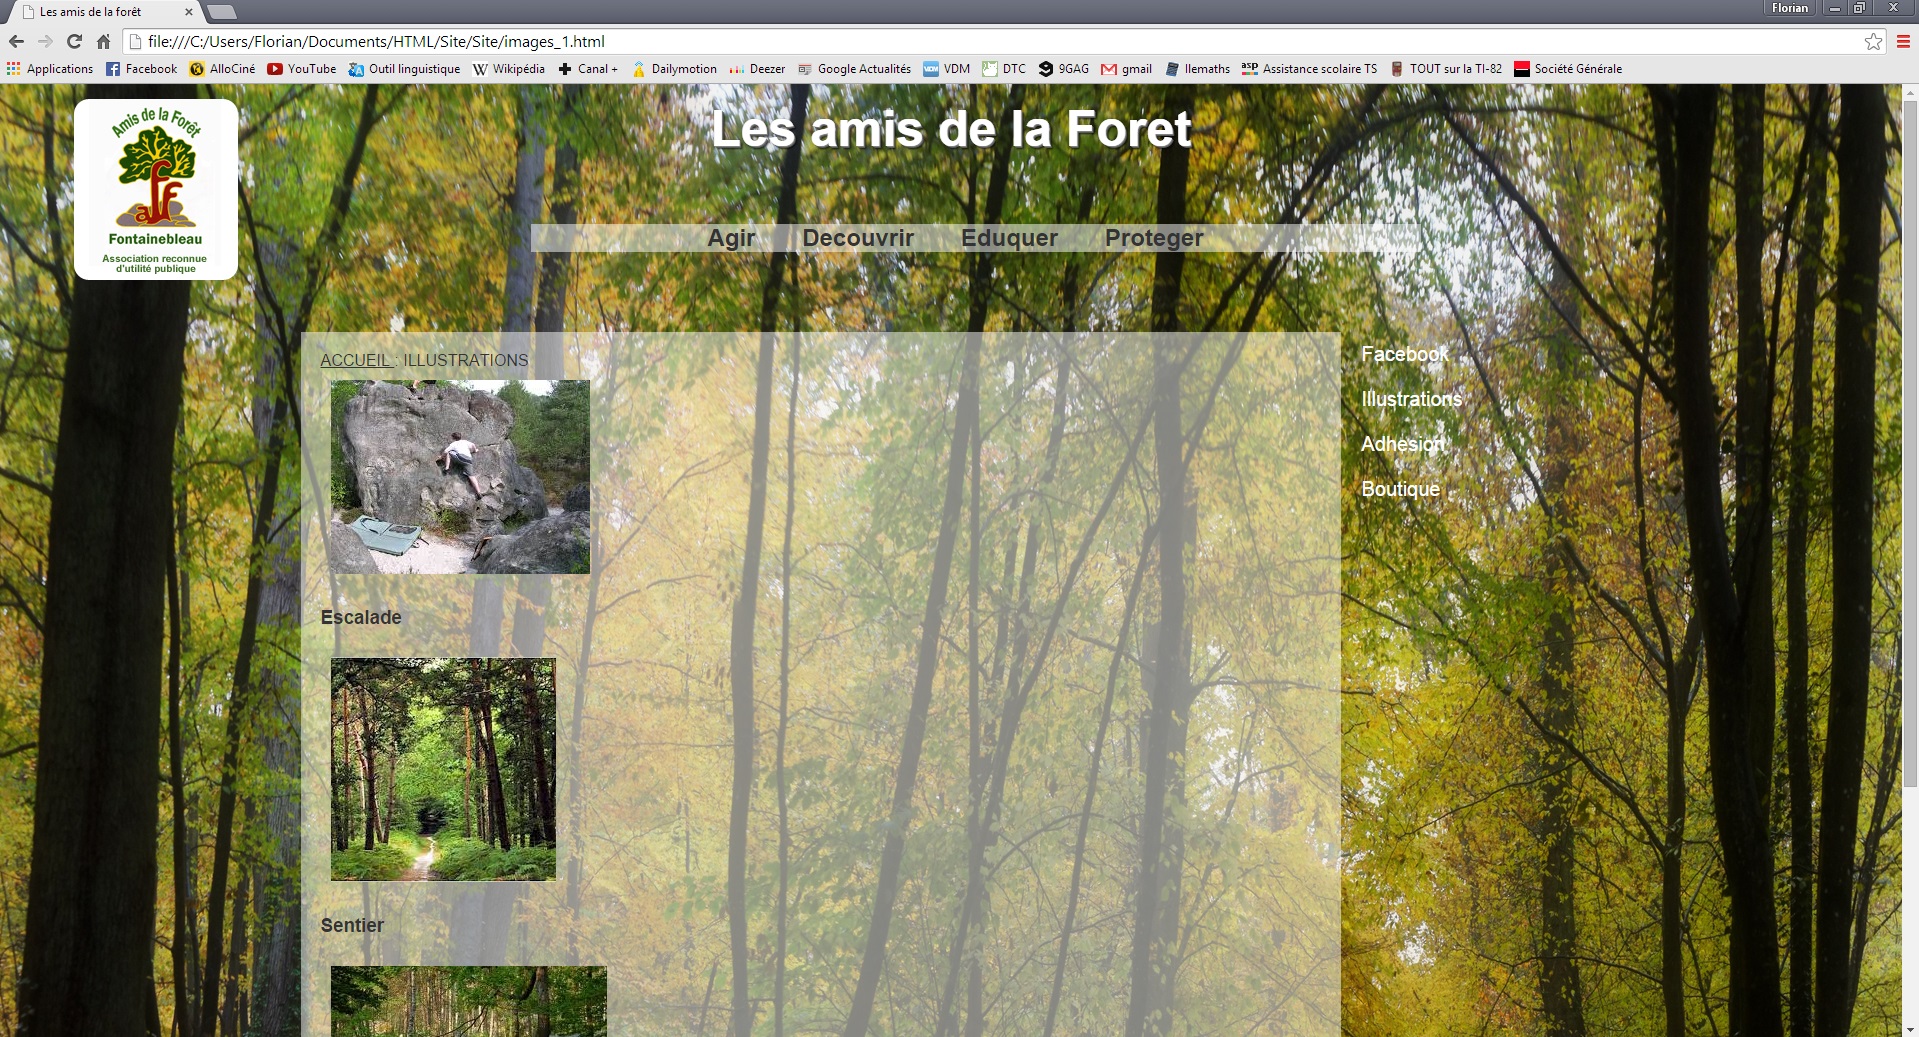 Les amis de la forêt
Florian
file:///C:/Users/Florian/Documents/HTML/Site/Site/images_1.html
Applications Facebook AlloCiné YouTube Outil linguistique Wikipédia Canal + Dailymotion Deezer Google Actualités VDM DTC 9GAG gmail Ilemaths Assistance scolaire TS TOUT sur la TI-82 Société Générale
Amis de la Forêt
aff
Fontainebleau
Association reconnue
d'utilité publique
Les amis de la Foret
Agir Decouvrir Eduquer Proteger
ACCUEIL : ILLUSTRATIONS
Escalade
Sentier
Facebook
Illustrations
Adhesion
Boutique